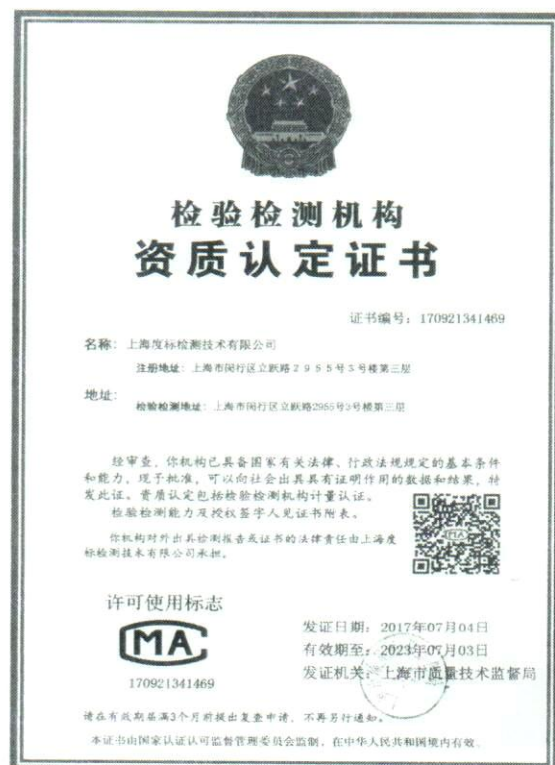 检验检测机构
资质认定证书
证书编号：170921341469
名称：上海度标检测技术有限公司
注册地址：上海市闵行区立跃路2955号3号楼第三层
地址：
检验检测地址：上海市闵行区立跃路2955号3号楼第三层
经审查，你机构已具备国家有关法律、行政法规规定的基本条件
和能力，现予批准，可以向社会出具具有证明作用的数据和结果，特
发此证。资质认定包括检验检测机构计量认证。
检验检测能力及授权签字人见证书附表。
你机构对外出具检测报告或证书的法律责任由上海度
标检测技术有限公司承担。
许可使用标志
MA
170921341469
发证日期：2017年07月04日
有效期至：2023年07月03日
发证机关：上海市质量技术监督局
请在有效期届满3个月前提出复查申请，不再另行通知。
本证书由国家认证认可监督管理委员会监制，在中华人民共和国境内有效。